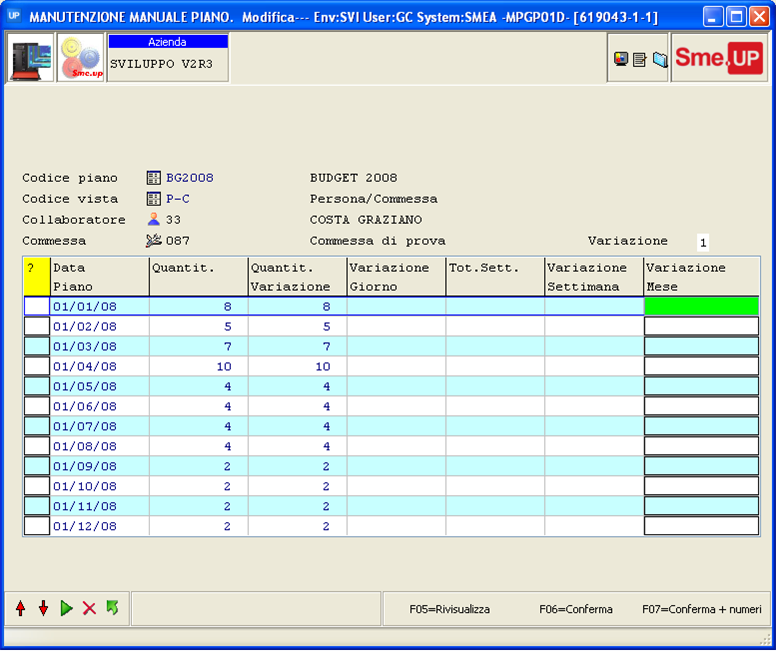 UP MANUTENZIONE MANUALE PIANO. Modifica--- Env:SVI User:GC System:SMEA -MPGP01D- [619043-1-1]
Sme.up
Azienda
SVILUPPO V2R3
Sme.UP
Codice piano BG2008 BUDGET 2008
Codice vista P-C Persona/Commessa
Collaboratore 33 COSTA GRAZIANO
Commessa 087 Commessa di prova Variazione 1
? Data Quantit. Quantit. Variazione Tot.Sett. Variazione Variazione
Piano Variazione Giorno Settimana Mese
01/01/08 8 8
01/02/08 5 5
01/03/08 7 7
01/04/08 10 10
01/05/08 4 4
01/06/08 4 4
01/07/08 4 4
01/08/08 4 4
01/09/08 2 2
01/10/08 2 2
01/11/08 2 2
01/12/08 2 2
F05=Rivisualizza F06=Conferma F07=Conferma + numeri